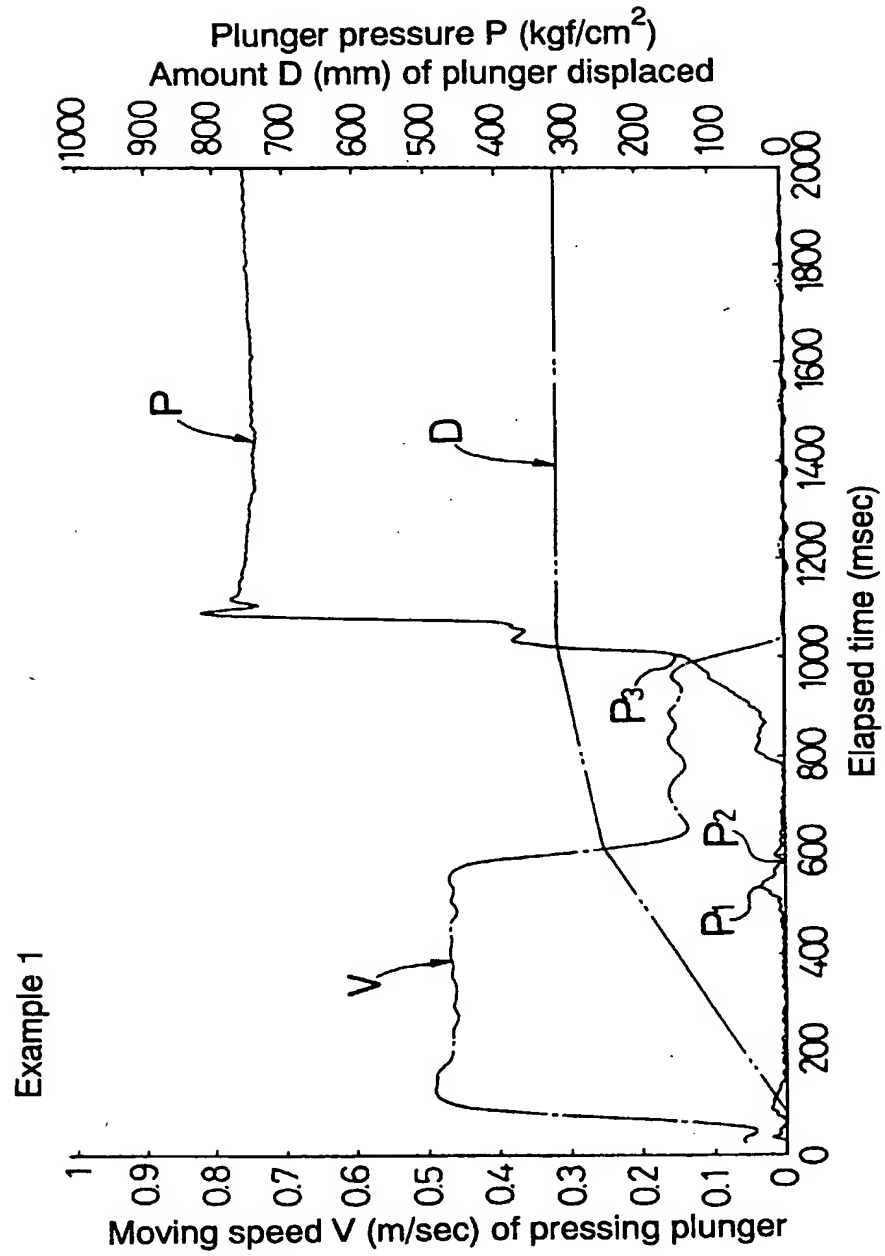 Example 1
Plunger pressure P (kgf/cm²)
Amount D (mm) of plunger displaced
Moving speed V (m/sec) of pressing plunger
1
0.9
0.8
0.7
0.6
0.5
0.4
0.3
0.2
0.1
0
1000
900
800
700
600
500
400
300
200
100
0
V
P
D
P₁
P₂
P₃
0 200 400 600 800 1000 1200 1400 1600 1800 2000
Elapsed time (msec)